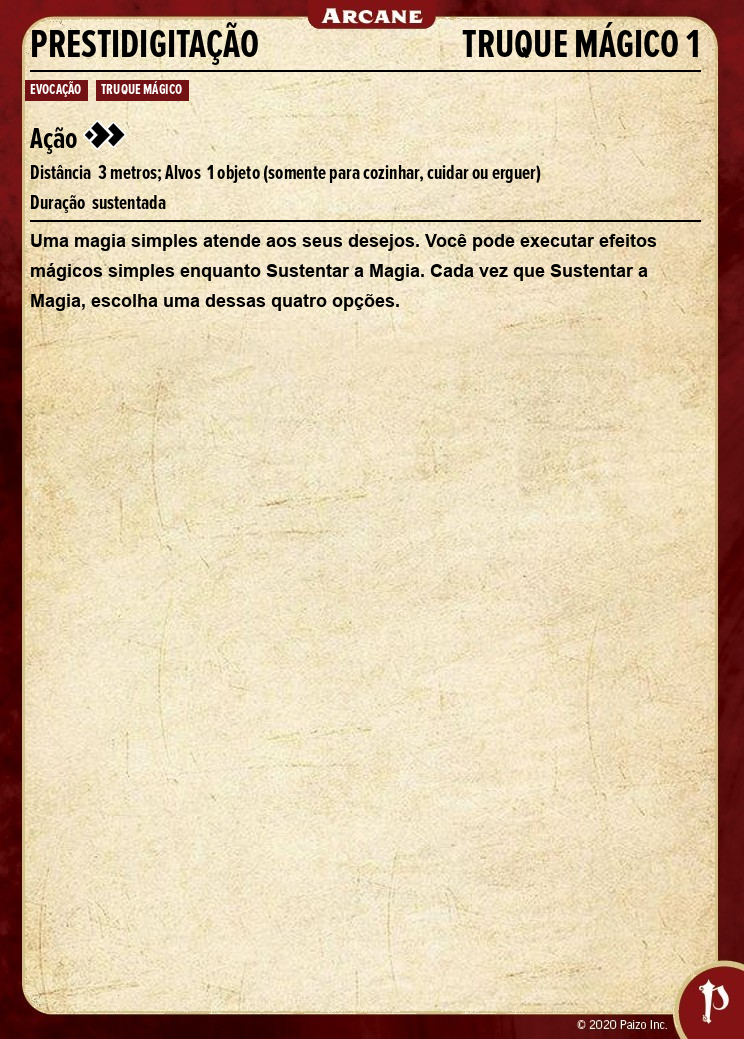 ARCANE
PRESTIDIGITAÇÃO TRUQUE MÁGICO 1
EVOCAÇÃO TRUQUE MÁGICO
Ação
Distância 3 metros; Alvos 1 objeto (somente para cozinhar, cuidar ou erguer)
Duração sustentada
Uma magia simples atende aos seus desejos. Você pode executar efeitos
mágicos simples enquanto Sustentar a Magia. Cada vez que Sustentar a
Magia, escolha uma dessas quatro opções.
© 2020 Paizo Inc.
P